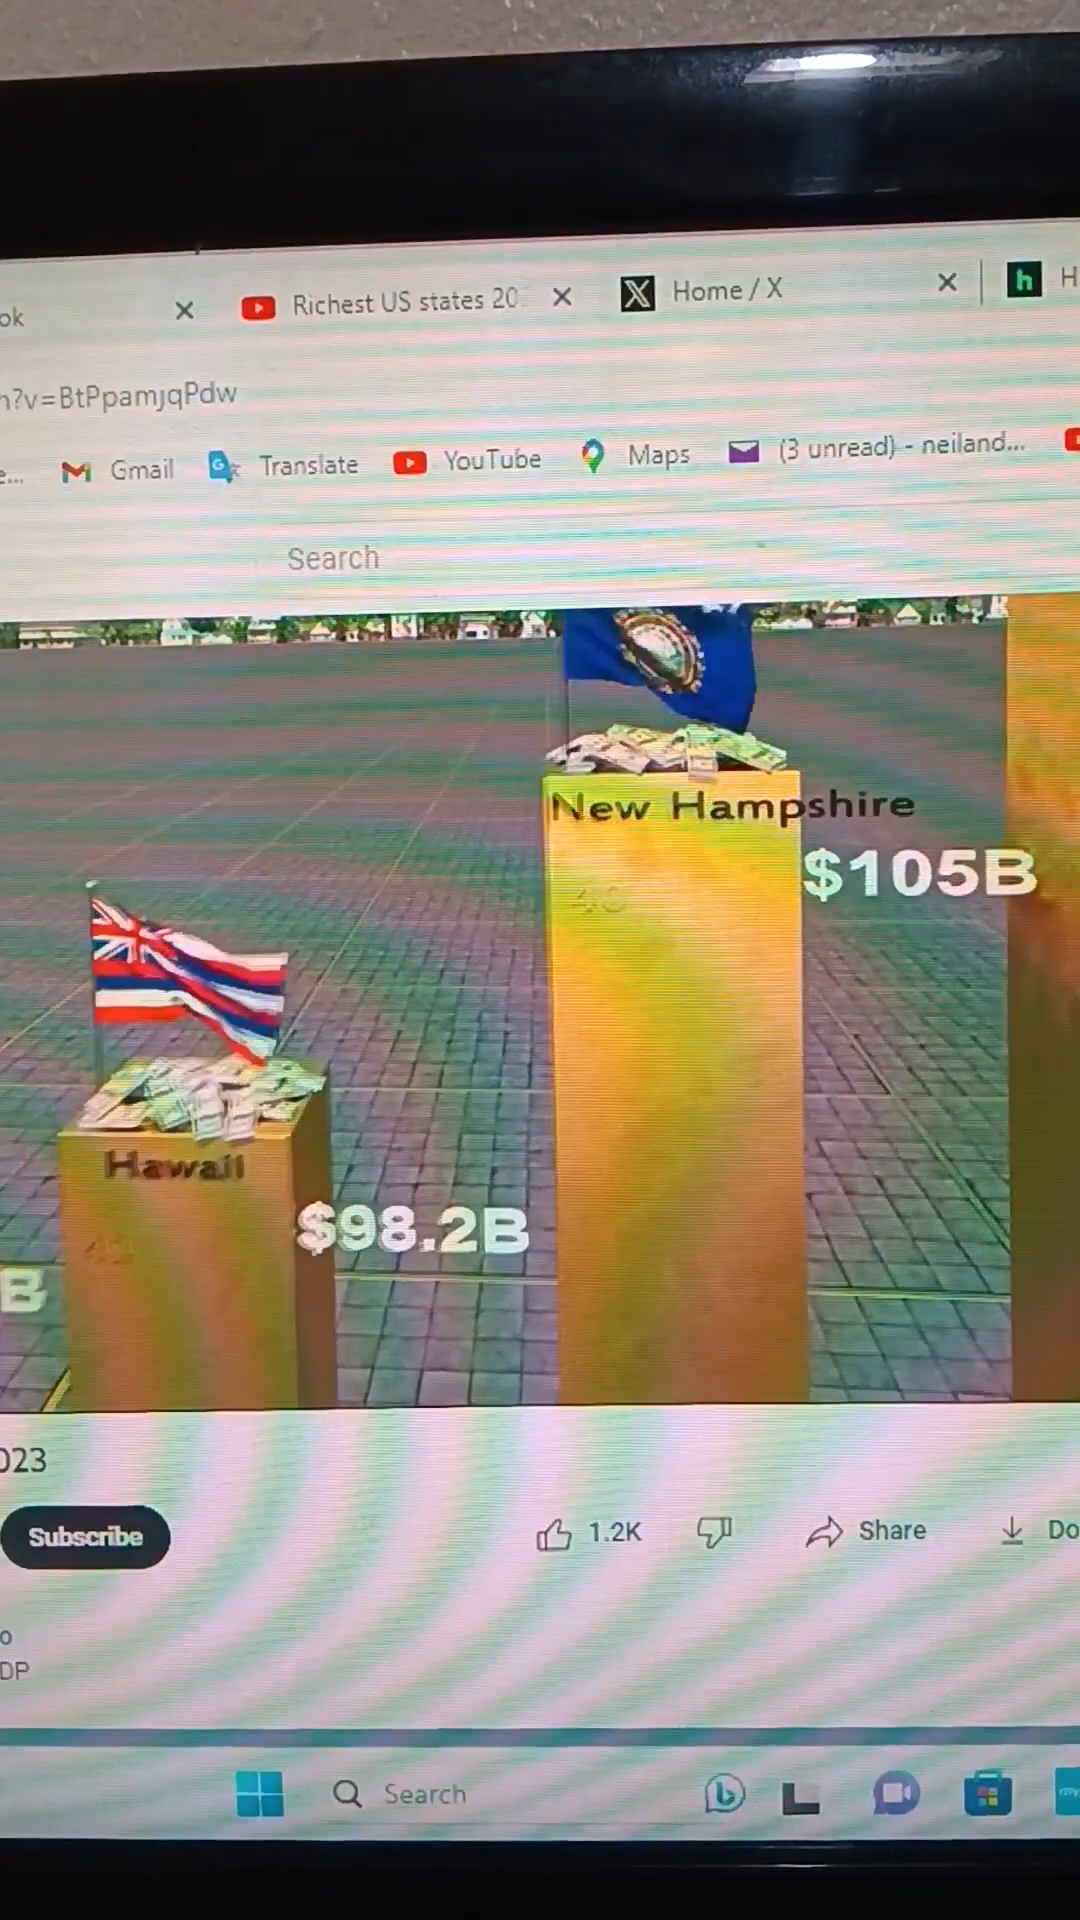 ok
Richest US states 20
Home / X
h
H
h?v=BtPpamjqPdw
e...
Gmail
Translate
YouTube
Maps
(3 unread) - neiland...
Search
New Hampshire
$105B
Hawaii
$98.2B
B
023
Subscribe
1.2K
Share
Do
o
DP
Search